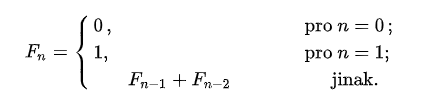 0 , pro n = 0 ;
F_n = { 1, pro n = 1;
F_{n−1} + F_{n−2} jinak.